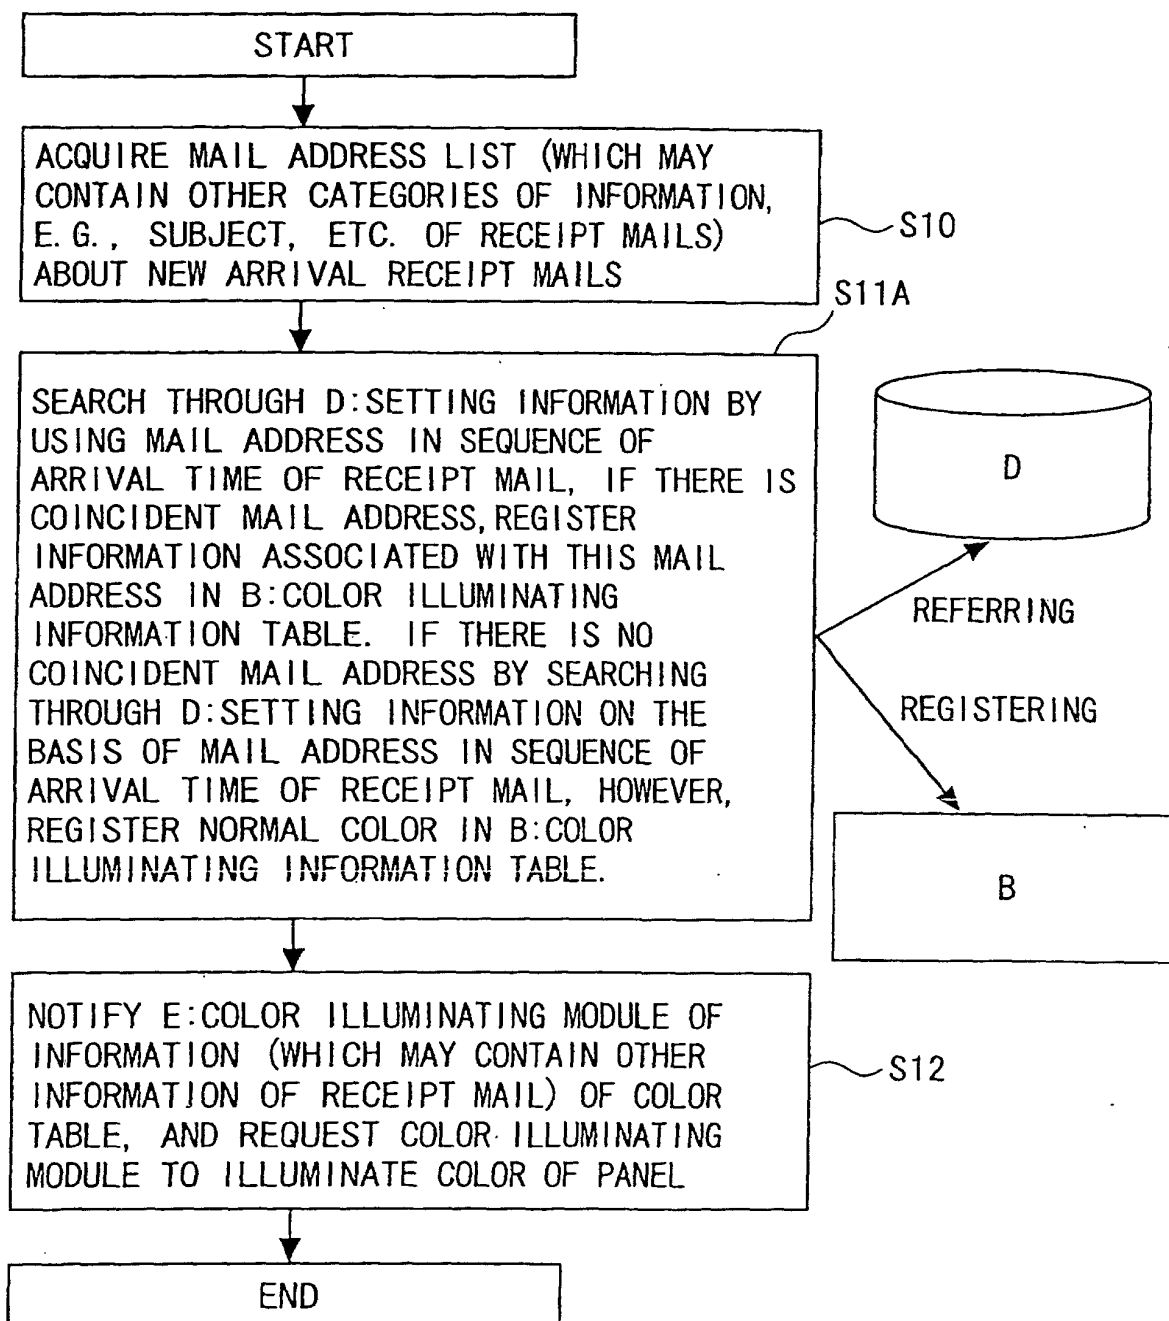 START
ACQUIRE MAIL ADDRESS LIST (WHICH MAY
CONTAIN OTHER CATEGORIES OF INFORMATION,
E.G., SUBJECT, ETC. OF RECEIPT MAILS)
ABOUT NEW ARRIVAL RECEIPT MAILS
S10
S11A
SEARCH THROUGH D:SETTING INFORMATION BY
USING MAIL ADDRESS IN SEQUENCE OF
ARRIVAL TIME OF RECEIPT MAIL, IF THERE IS
COINCIDENT MAIL ADDRESS, REGISTER
INFORMATION ASSOCIATED WITH THIS MAIL
ADDRESS IN B:COLOR ILLUMINATING
INFORMATION TABLE. IF THERE IS NO
COINCIDENT MAIL ADDRESS BY SEARCHING
THROUGH D:SETTING INFORMATION ON THE
BASIS OF MAIL ADDRESS IN SEQUENCE OF
ARRIVAL TIME OF RECEIPT MAIL, HOWEVER,
REGISTER NORMAL COLOR IN B:COLOR
ILLUMINATING INFORMATION TABLE.
D
REFERRING
REGISTERING
B
NOTIFY E:COLOR ILLUMINATING MODULE OF
INFORMATION (WHICH MAY CONTAIN OTHER
INFORMATION OF RECEIPT MAIL) OF COLOR
TABLE, AND REQUEST COLOR ILLUMINATING
MODULE TO ILLUMINATE COLOR OF PANEL
S12
END